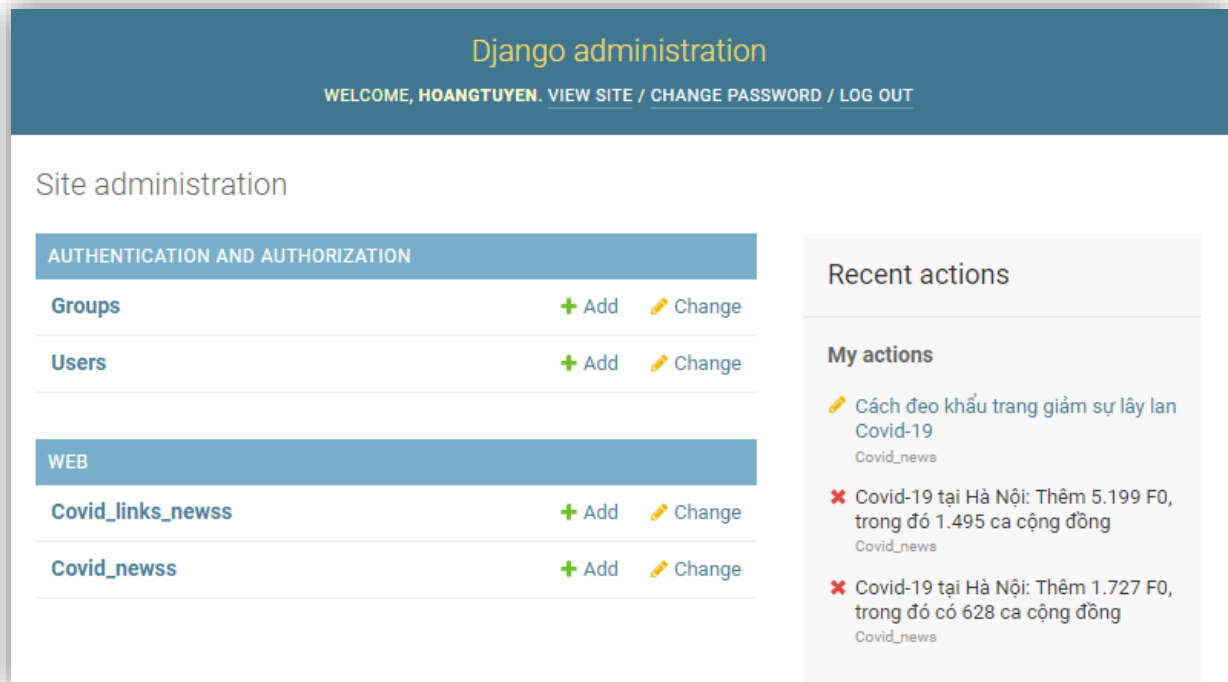 Django administration
WELCOME, HOANGTUYEN. VIEW SITE / CHANGE PASSWORD / LOG OUT
Site administration
AUTHENTICATION AND AUTHORIZATION
Groups Add Change
Users Add Change
WEB
Covid_links_newss Add Change
Covid_newss Add Change
Recent actions
My actions
Cách đeo khẩu trang giảm sự lây lan
Covid-19
Covid_news
Covid-19 tại Hà Nội: Thêm 5.199 F0,
trong đó 1.495 ca cộng đồng
Covid_news
Covid-19 tại Hà Nội: Thêm 1.727 F0,
trong đó có 628 ca cộng đồng
Covid_news